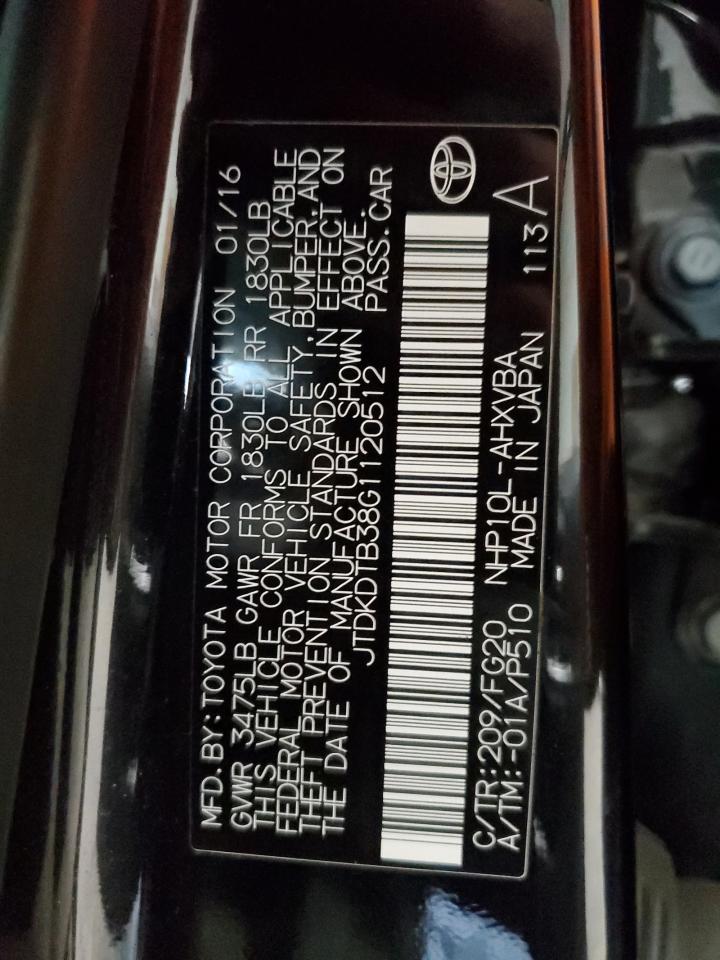 MFD. BY: TOYOTA MOTOR CORPORATION 01/16
GVWR 3475LB GAWR FR 1830LB RR 1830LB
THIS VEHICLE CONFORMS TO ALL APPLICABLE
FEDERAL MOTOR VEHICLE SAFETY, BUMPER, AND
THEFT PREVENTION STANDARDS IN EFFECT ON
THE DATE OF MANUFACTURE SHOWN ABOVE.
JTDKDTB38G1120512 PASS. CAR
C/TR: 209/FG20 NHP10L-AHXVBA
A/TM: -01A/P510 MADE IN JAPAN 113 A